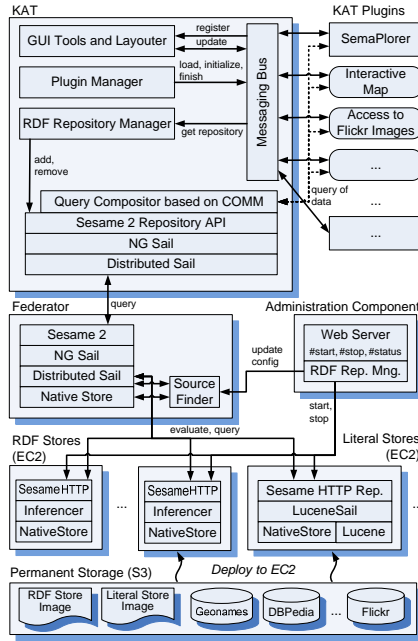 KAT
KAT Plugins
GUI Tools and Layouter
register
update
Messaging Bus
SemaPlorer
Plugin Manager
load, initialize,
finish
Interactive
Map
RDF Repository Manager
get repository
Access to
Flickr Images
add,
remove
...
query of
data
...
Query Compositor based on COMM
Sesame 2 Repository API
...
NG Sail
Distributed Sail
query
Federator
Administration Component
Sesame 2
NG Sail
Distributed Sail
Native Store
Source
Finder
update
config
Web Server
#start, #stop, #status
RDF Rep. Mng.
start,
stop
evaluate, query
RDF Stores
(EC2)
Literal Stores
(EC2)
SesameHTTP
Inferencer
NativeStore
...
SesameHTTP
Inferencer
NativeStore
Sesame HTTP Rep.
LuceneSail
NativeStore
Lucene
...
Deploy to EC2
Permanent Storage (S3)
RDF Store
Image
Literal Store
Image
Geonames
DBPedia
...
Flickr